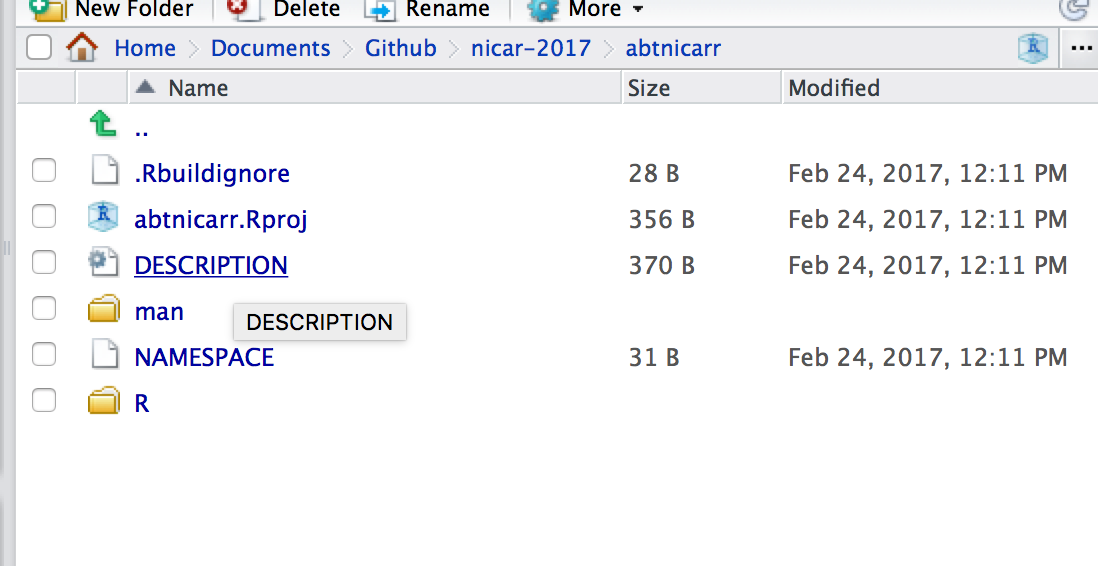 New Folder Delete Rename More
Home Documents Github nicar-2017 abtnicarr R ...
Name Size Modified
..
.Rbuildignore 28 B Feb 24, 2017, 12:11 PM
abtnicarr.Rproj 356 B Feb 24, 2017, 12:11 PM
DESCRIPTION 370 B Feb 24, 2017, 12:11 PM
man
DESCRIPTION
NAMESPACE 31 B Feb 24, 2017, 12:11 PM
R